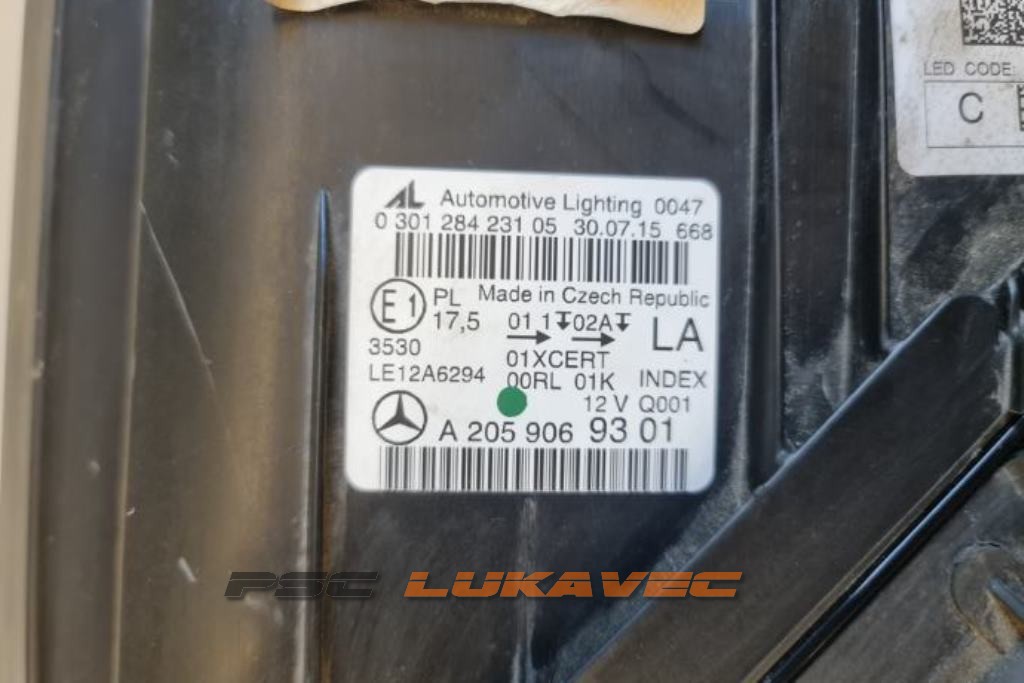 LED CODE:
C
AL Automotive Lighting 0047
0 301 284 231 05 30.07.15 668
E1 PL Made in Czech Republic
17,5 01 1 02A LA
3530 01XCERT
LE12A6294 00RL 01K INDEX
12 V Q001
A 205 906 93 01
PSC LUKAVEC